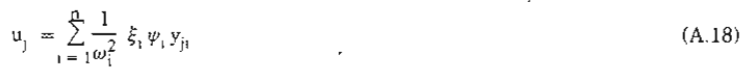 u_j = \sum_{i=1}^{n} \frac{1}{\omega_i^2} \xi_i \psi_i y_{ji} (A.18)